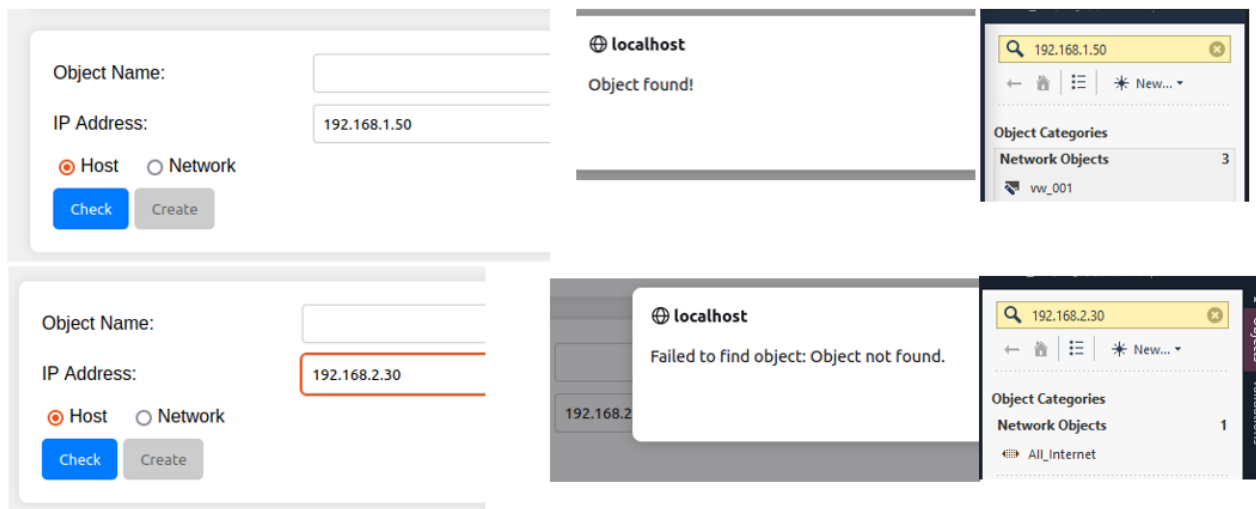 Object Name:
IP Address:
192.168.1.50
Host
Network
Check
Create
localhost
Object found!
192.168.1.50
New...
Object Categories
Network Objects
3
vw_001
Object Name:
IP Address:
192.168.2.30
Host
Network
Check
Create
192.168.2
localhost
Failed to find object: Object not found.
192.168.2.30
New...
Object Categories
Network Objects
1
All_Internet